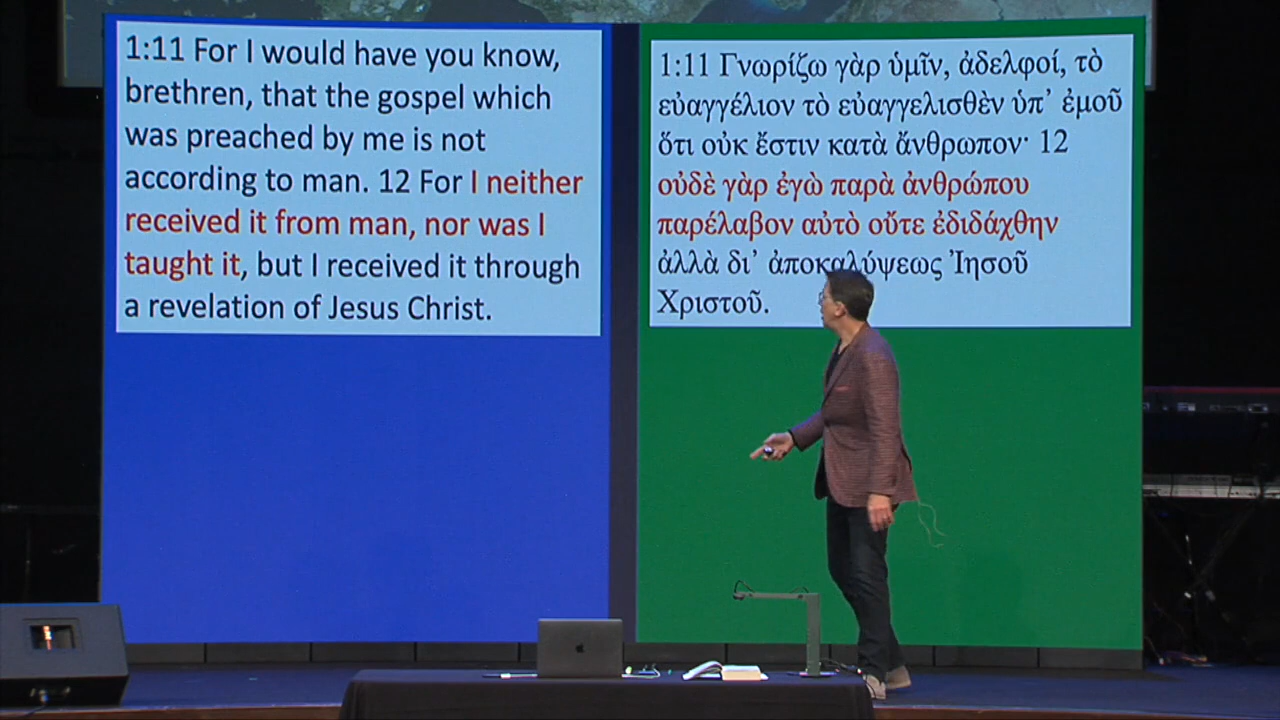 1:11 For I would have you know,
brethren, that the gospel which
was preached by me is not
according to man. 12 For I neither
received it from man, nor was I
taught it, but I received it through
a revelation of Jesus Christ.
1:11 Γνωρίζω γὰρ ὑμῖν, ἀδελφοί, τὸ
εὐαγγέλιον τὸ εὐαγγελισθὲν ὑπ’ ἐμοῦ
ὅτι οὐκ ἔστιν κατὰ ἄνθρωπον· 12
οὐδὲ γὰρ ἐγὼ παρὰ ἀνθρώπου
παρέλαβον αὐτὸ οὔτε ἐδιδάχθην
ἀλλὰ δι’ ἀποκαλύψεως Ἰησοῦ
Χριστοῦ.